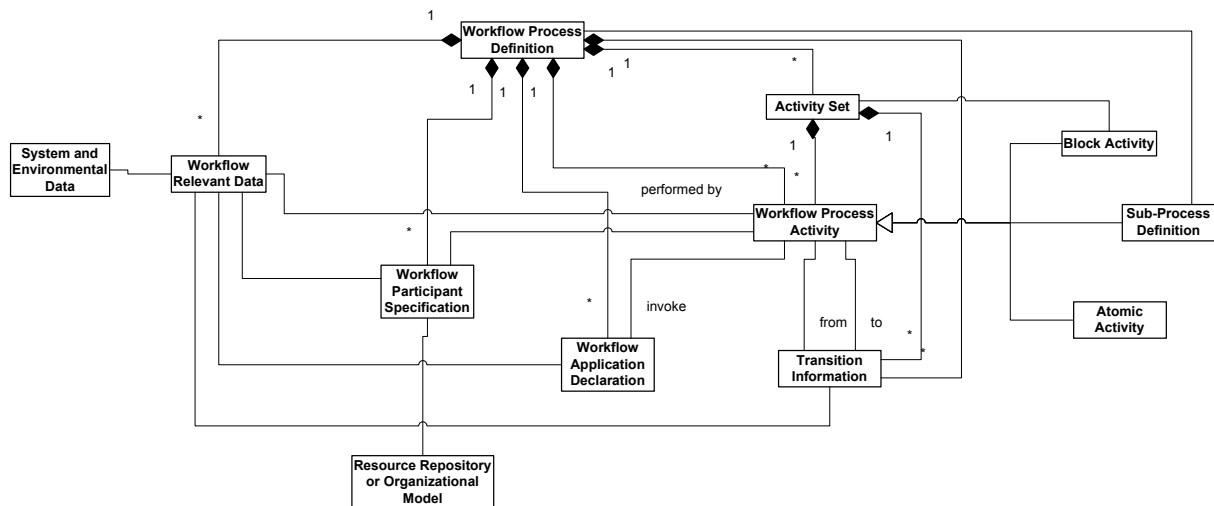 1
Workflow Process
Definition
1
1
1
1
1
1
*
Activity Set
1
1
*
System and
Environmental
Data
Workflow
Relevant Data
Block Activity
*
*
performed by
Workflow Process
Activity
Sub-Process
Definition
*
Workflow
Participant
Specification
*
invoke
from
to
*
*
Atomic
Activity
Workflow
Application
Declaration
Transition
Information
Resource Repository
or Organizational
Model